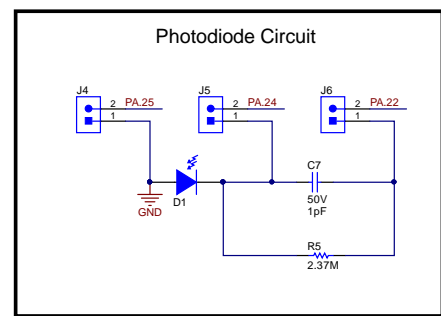 Photodiode Circuit
J4
2 PA.25
1
J5
2 PA.24
1
J6
2 PA.22
1
GND
D1
C7
50V
1pF
R5
2.37M